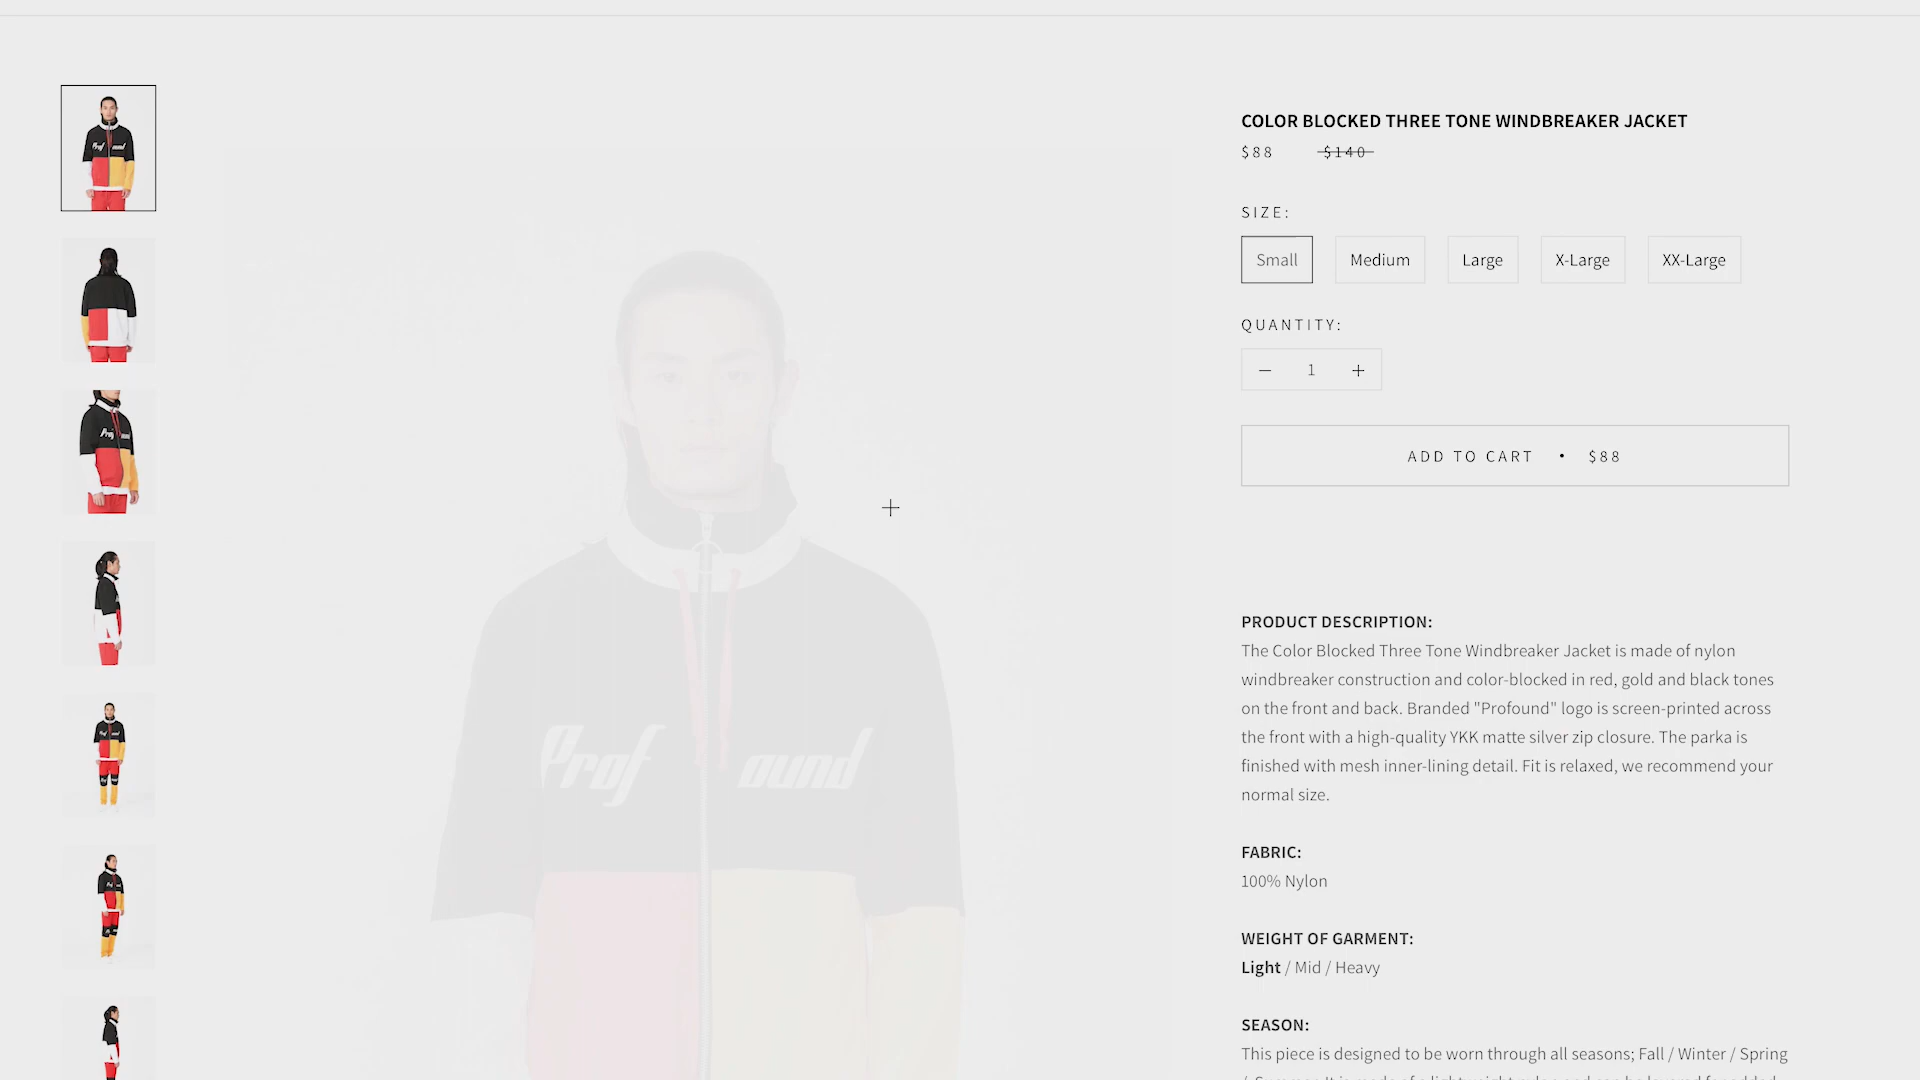 COLOR BLOCKED THREE TONE WINDBREAKER JACKET
$88 $140
SIZE:
Small Medium Large X-Large XX-Large
QUANTITY:
− 1 +
ADD TO CART • $88
PRODUCT DESCRIPTION:
The Color Blocked Three Tone Windbreaker Jacket is made of nylon
windbreaker construction and color-blocked in red, gold and black tones
on the front and back. Branded "Profound" logo is screen-printed across
the front with a high-quality YKK matte silver zip closure. The parka is
finished with mesh inner-lining detail. Fit is relaxed, we recommend your
normal size.
FABRIC:
100% Nylon
WEIGHT OF GARMENT:
Light / Mid / Heavy
SEASON:
This piece is designed to be worn through all seasons; Fall / Winter / Spring
Prof ound